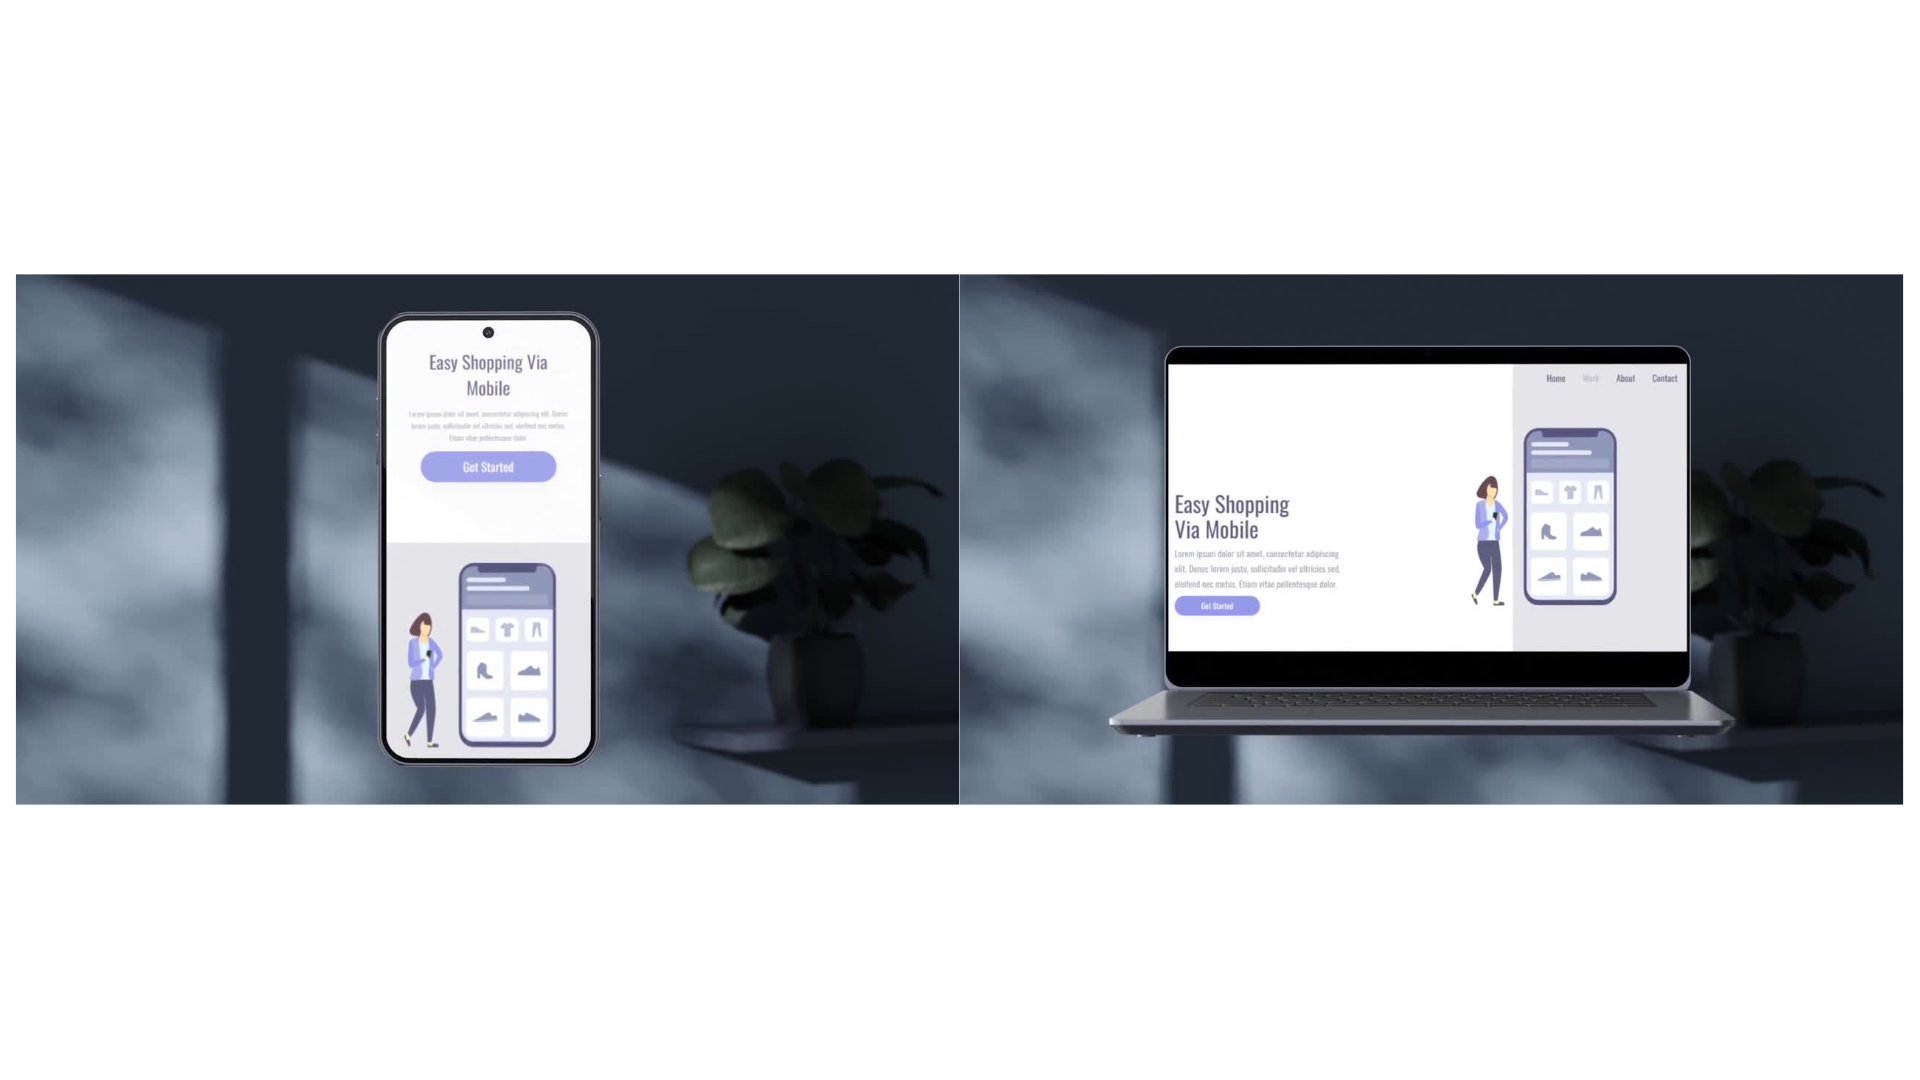 Easy Shopping Via
Mobile
Lorem ipsum dolor sit amet, consectetur adipiscing elit. Donec
lorem justo, sollicitudin vel ultricies sed, eleifend nec metus.
Etiam vitae pellentesque dolor.
Get Started
Home Work About Contact
Easy Shopping
Via Mobile
Lorem ipsum dolor sit amet, consectetur adipiscing
elit. Donec lorem justo, sollicitudin vel ultricies sed,
eleifend nec metus. Etiam vitae pellentesque dolor.
Get Started